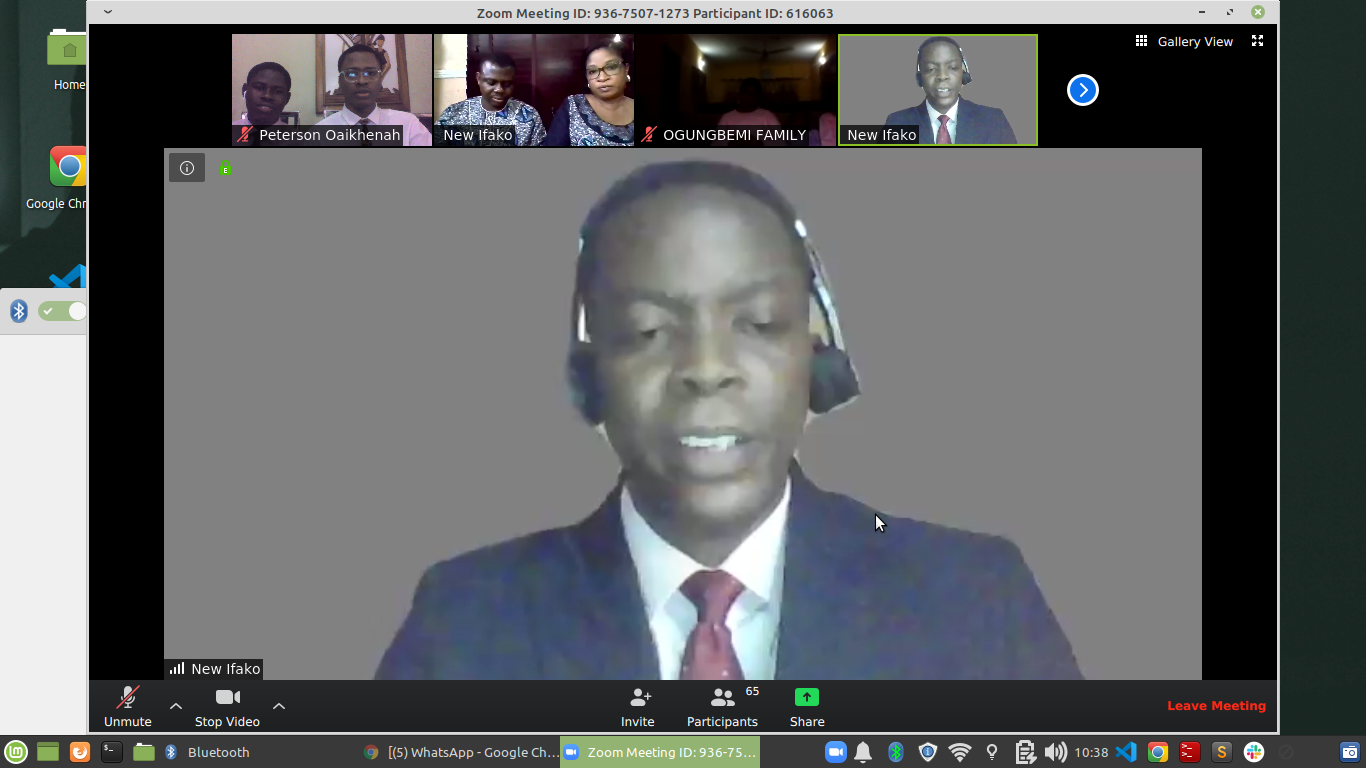 Zoom Meeting ID: 936-7507-1273 Participant ID: 616063
Gallery View
Home
Peterson Oaikhenah
New Ifako
OGUNGBEMI FAMILY
New Ifako
E
Google Chr
New Ifako
65
Unmute
Stop Video
Invite
Participants
Share
Leave Meeting
Bluetooth
[(5) WhatsApp - Google Ch...
Zoom Meeting ID: 936-75...
10:38
S